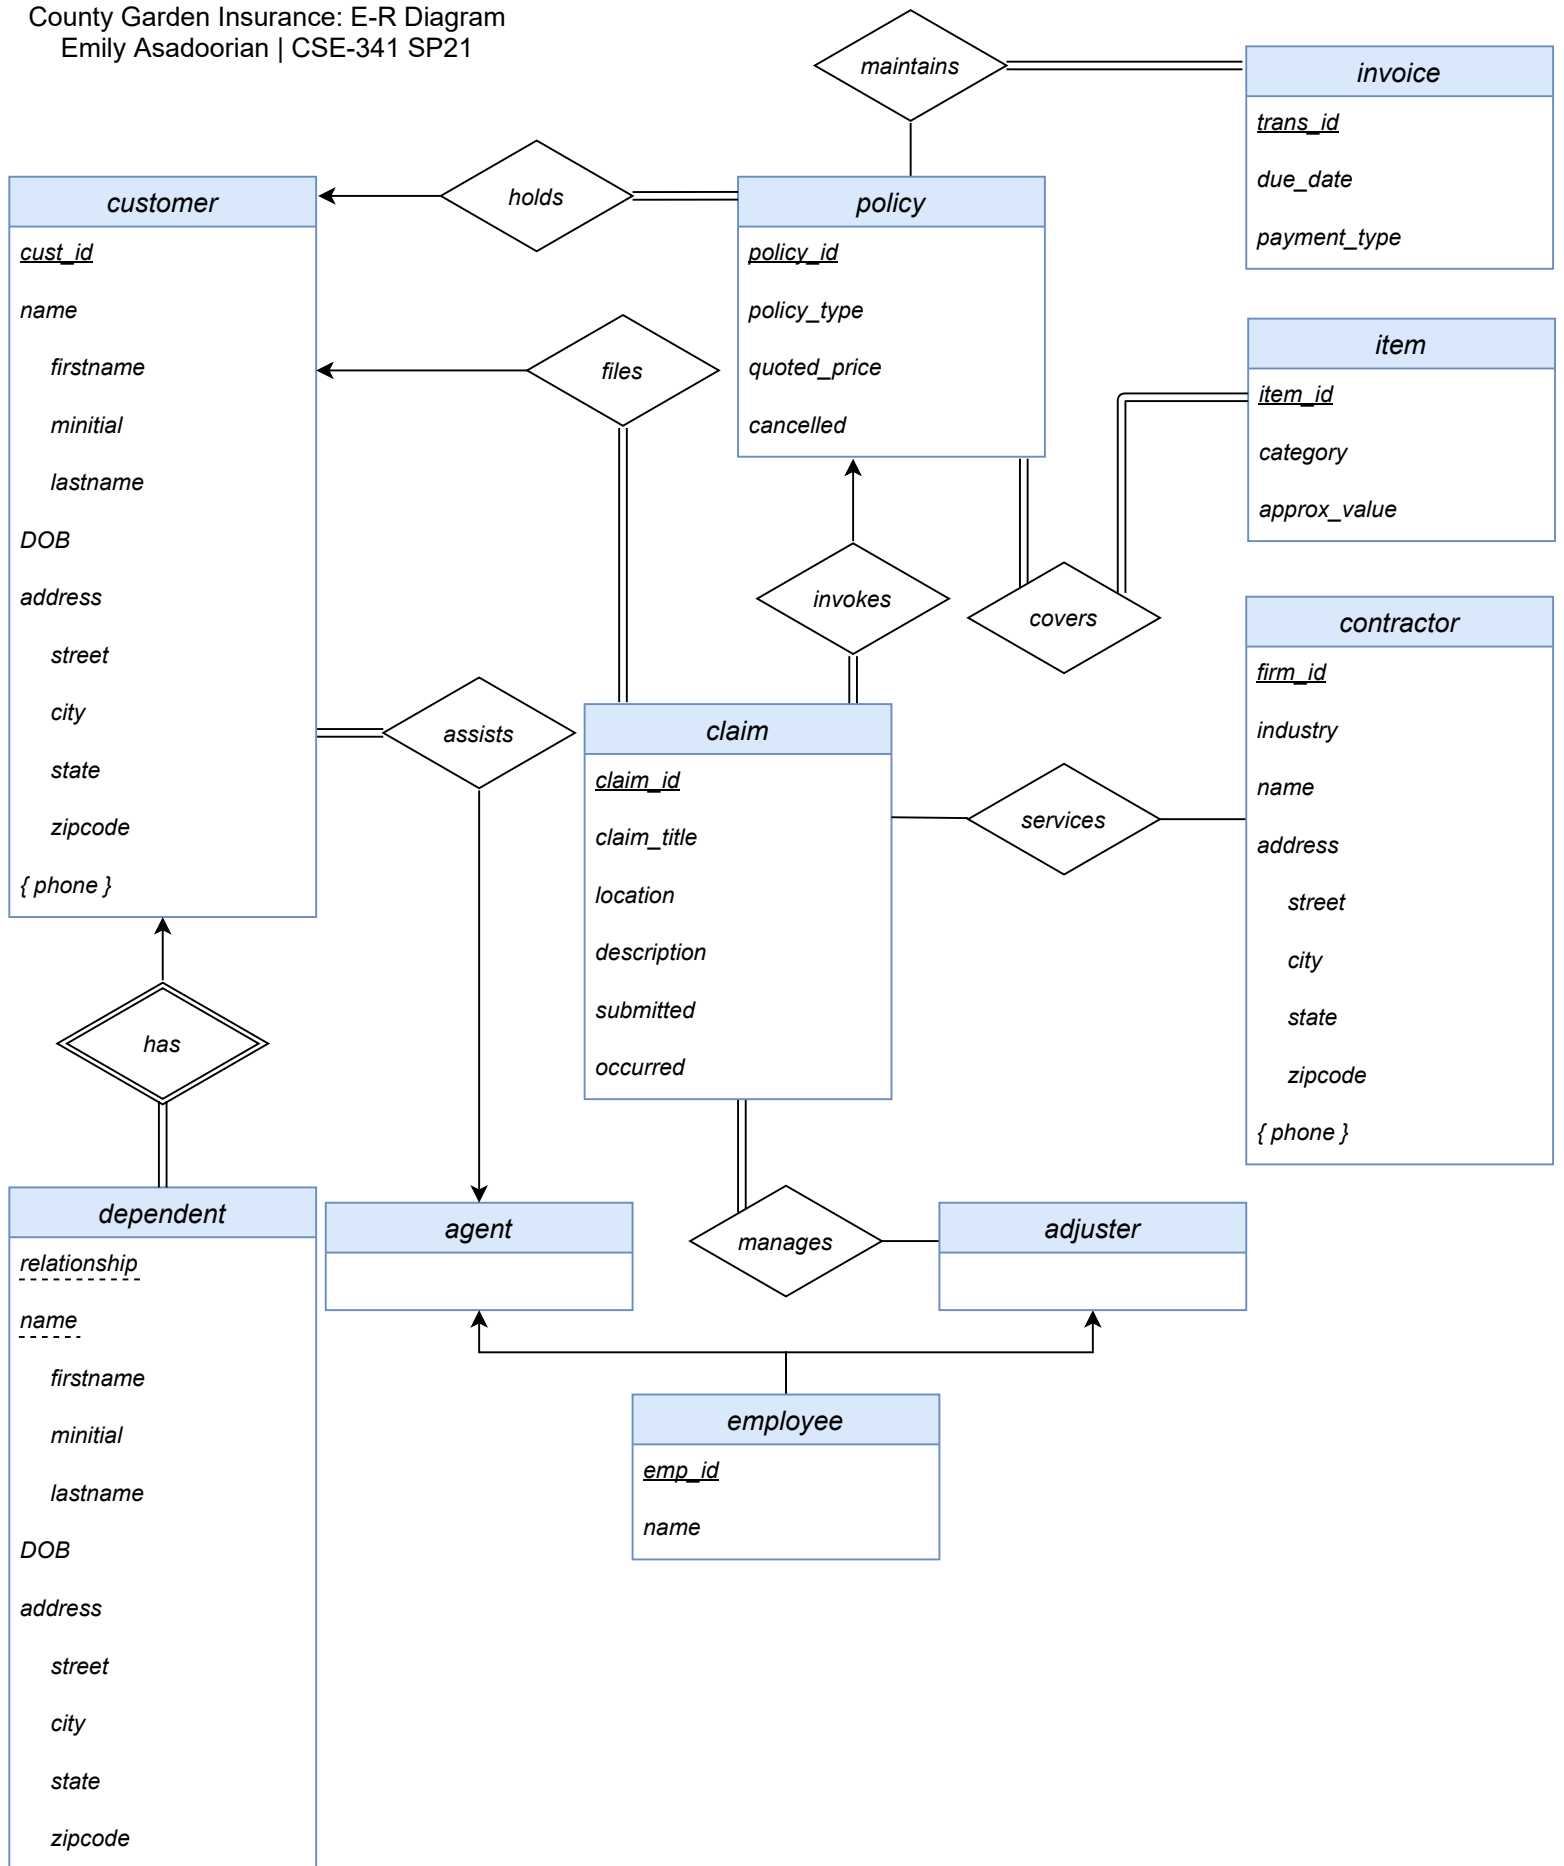 County Garden Insurance: E-R Diagram
Emily Asadoorian | CSE-341 SP21
maintains
invoice
trans_id
due_date
payment_type
customer
cust_id
name
firstname
minitial
lastname
DOB
address
street
city
state
zipcode
{ phone }
holds
policy
policy_id
policy_type
quoted_price
cancelled
files
item
item_id
category
approx_value
invokes
covers
contractor
firm_id
industry
name
address
street
city
state
zipcode
{ phone }
assists
claim
claim_id
claim_title
location
description
submitted
occurred
services
has
dependent
relationship
name
firstname
minitial
lastname
DOB
address
street
city
state
zipcode
agent
manages
adjuster
employee
emp_id
name